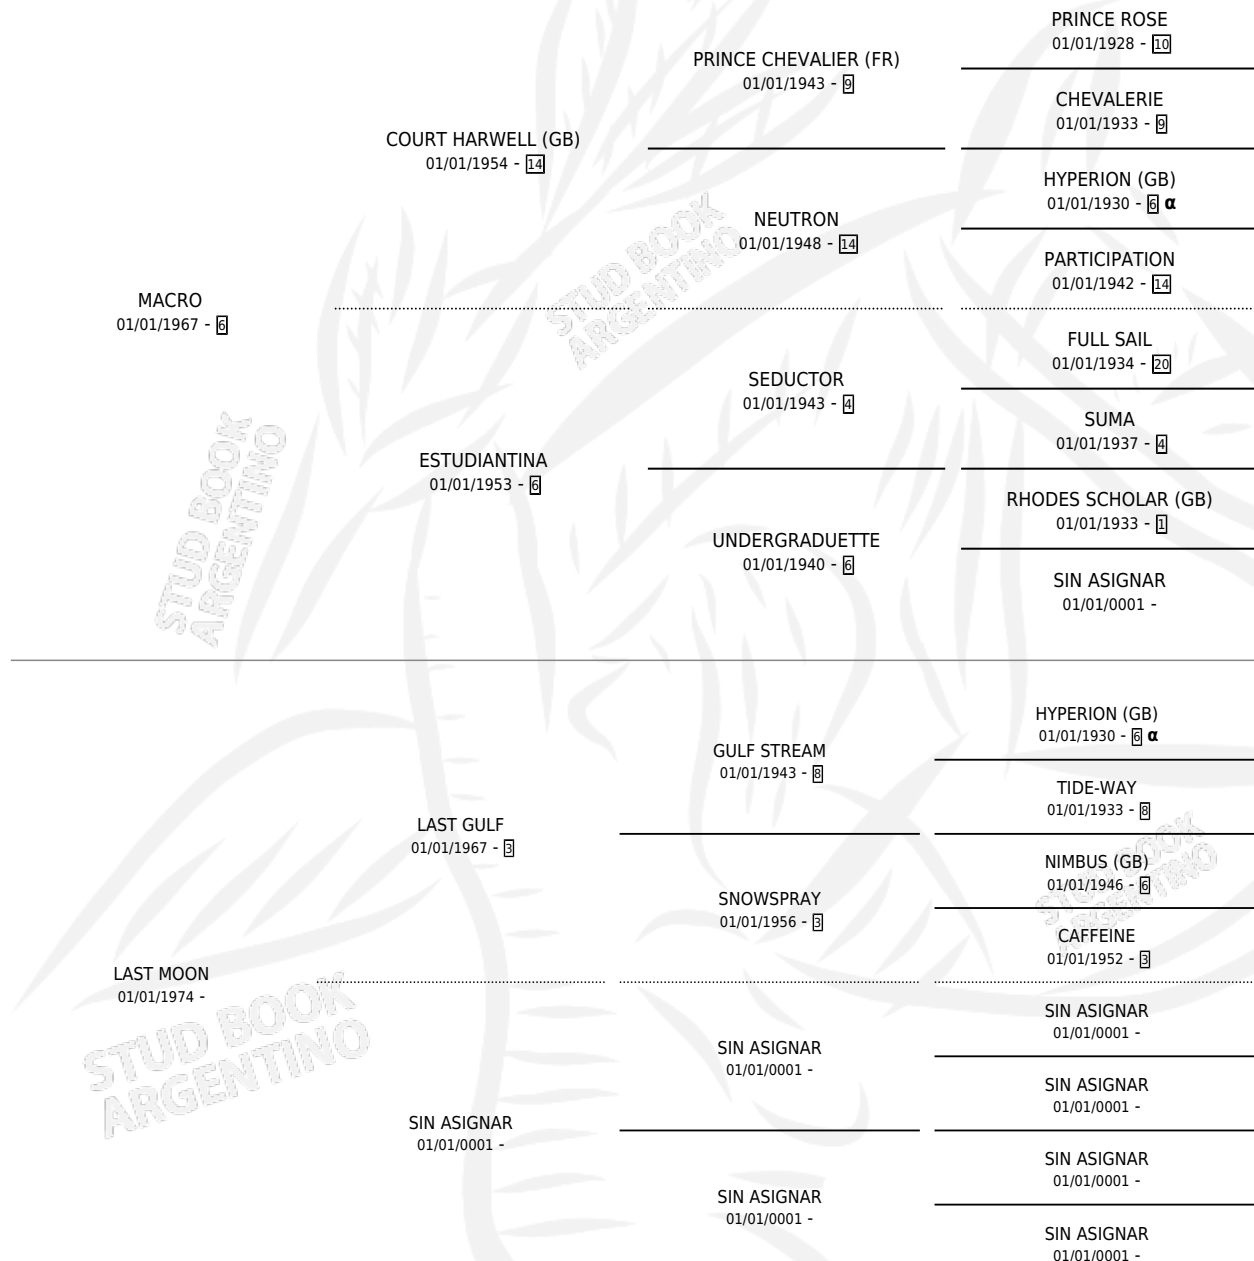 PRINCE ROSE
01/01/1928 - 10
PRINCE CHEVALIER (FR)
01/01/1943 - 9
CHEVALERIE
01/01/1933 - 9
COURT HARWELL (GB)
01/01/1954 - 14
HYPERION (GB)
01/01/1930 - 6 α
NEUTRON
01/01/1948 - 14
PARTICIPATION
01/01/1942 - 14
MACRO
01/01/1967 - 6
FULL SAIL
01/01/1934 - 20
SEDUCTOR
01/01/1943 - 4
SUMA
01/01/1937 - 4
ESTUDIANTINA
01/01/1953 - 6
RHODES SCHOLAR (GB)
01/01/1933 - 1
UNDERGRADUETTE
01/01/1940 - 6
SIN ASIGNAR
01/01/0001 -
HYPERION (GB)
01/01/1930 - 6 α
GULF STREAM
01/01/1943 - 8
TIDE-WAY
01/01/1933 - 8
LAST GULF
01/01/1967 - 3
NIMBUS (GB)
01/01/1946 - 6
SNOWSPRAY
01/01/1956 - 3
CAFFEINE
01/01/1952 - 3
LAST MOON
01/01/1974 -
SIN ASIGNAR
01/01/0001 -
SIN ASIGNAR
01/01/0001 -
SIN ASIGNAR
01/01/0001 -
SIN ASIGNAR
01/01/0001 -
SIN ASIGNAR
01/01/0001 -
SIN ASIGNAR
01/01/0001 -
SIN ASIGNAR
01/01/0001 -
STUD BOOK
ARGENTINO
STUD BOOK
ARGENTINO
STUD BOOK
ARGENTINO
STUD BOOK
ARGENTINO